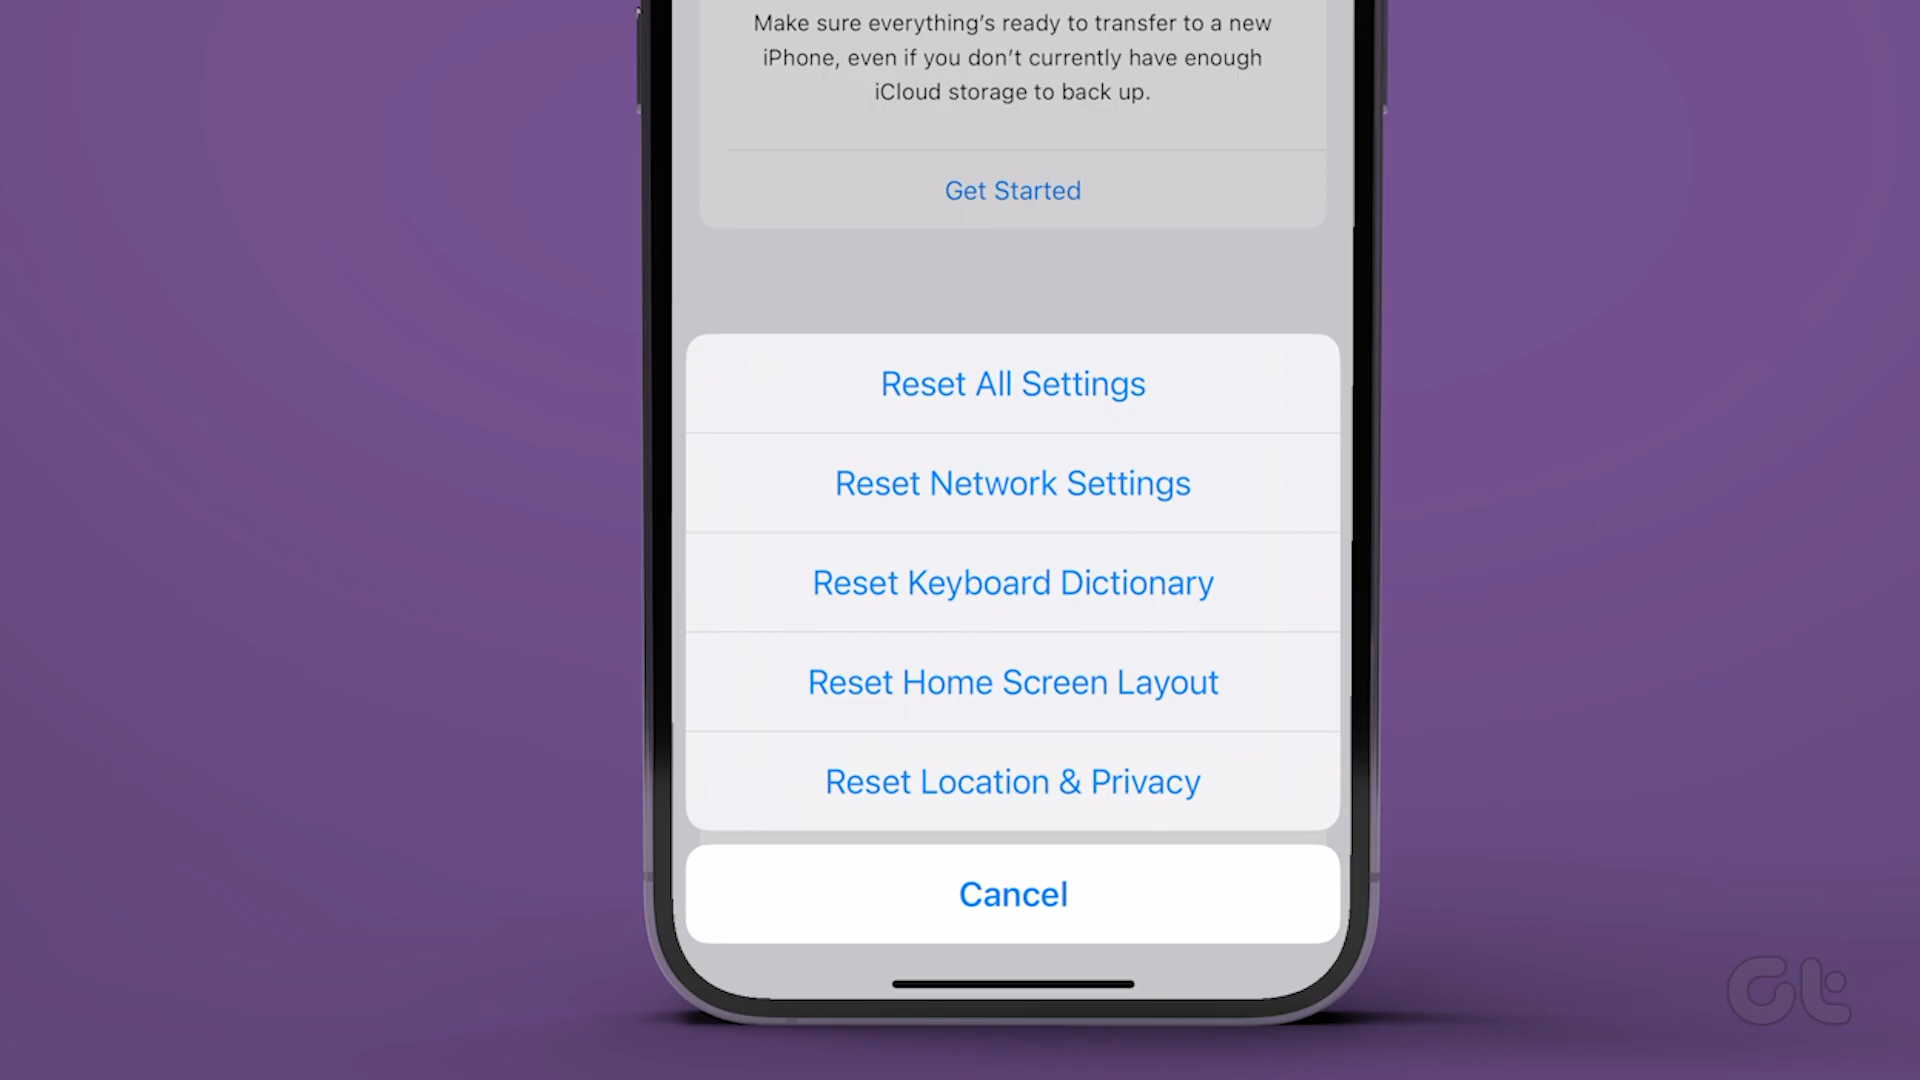 Make sure everything’s ready to transfer to a new
iPhone, even if you don’t currently have enough
iCloud storage to back up.
Get Started
Reset All Settings
Reset Network Settings
Reset Keyboard Dictionary
Reset Home Screen Layout
Reset Location & Privacy
Cancel
Gt